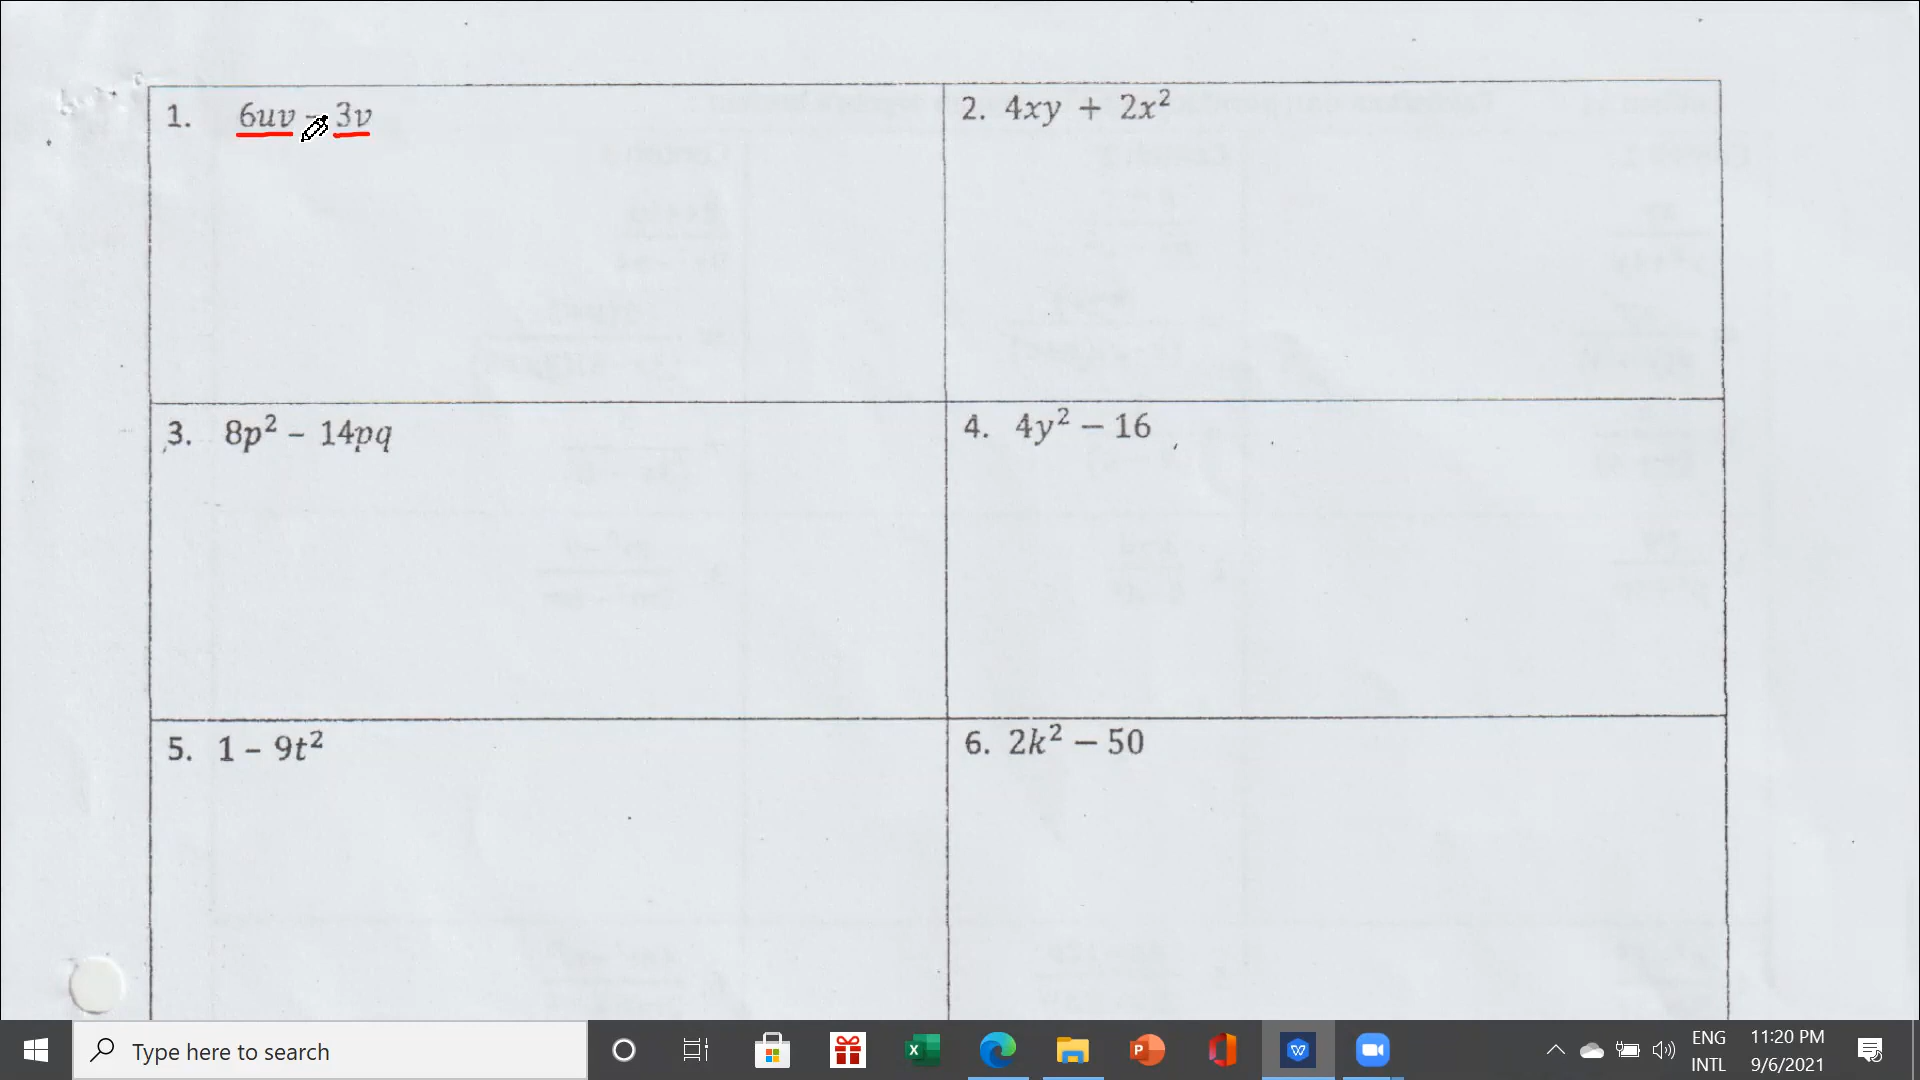 1. 6uv - 3v
2. 4xy + 2x²
3. 8p² – 14pq
4. 4y² – 16
5. 1 – 9t²
6. 2k² – 50
Type here to search
ENG
INTL
11:20 PM
9/6/2021